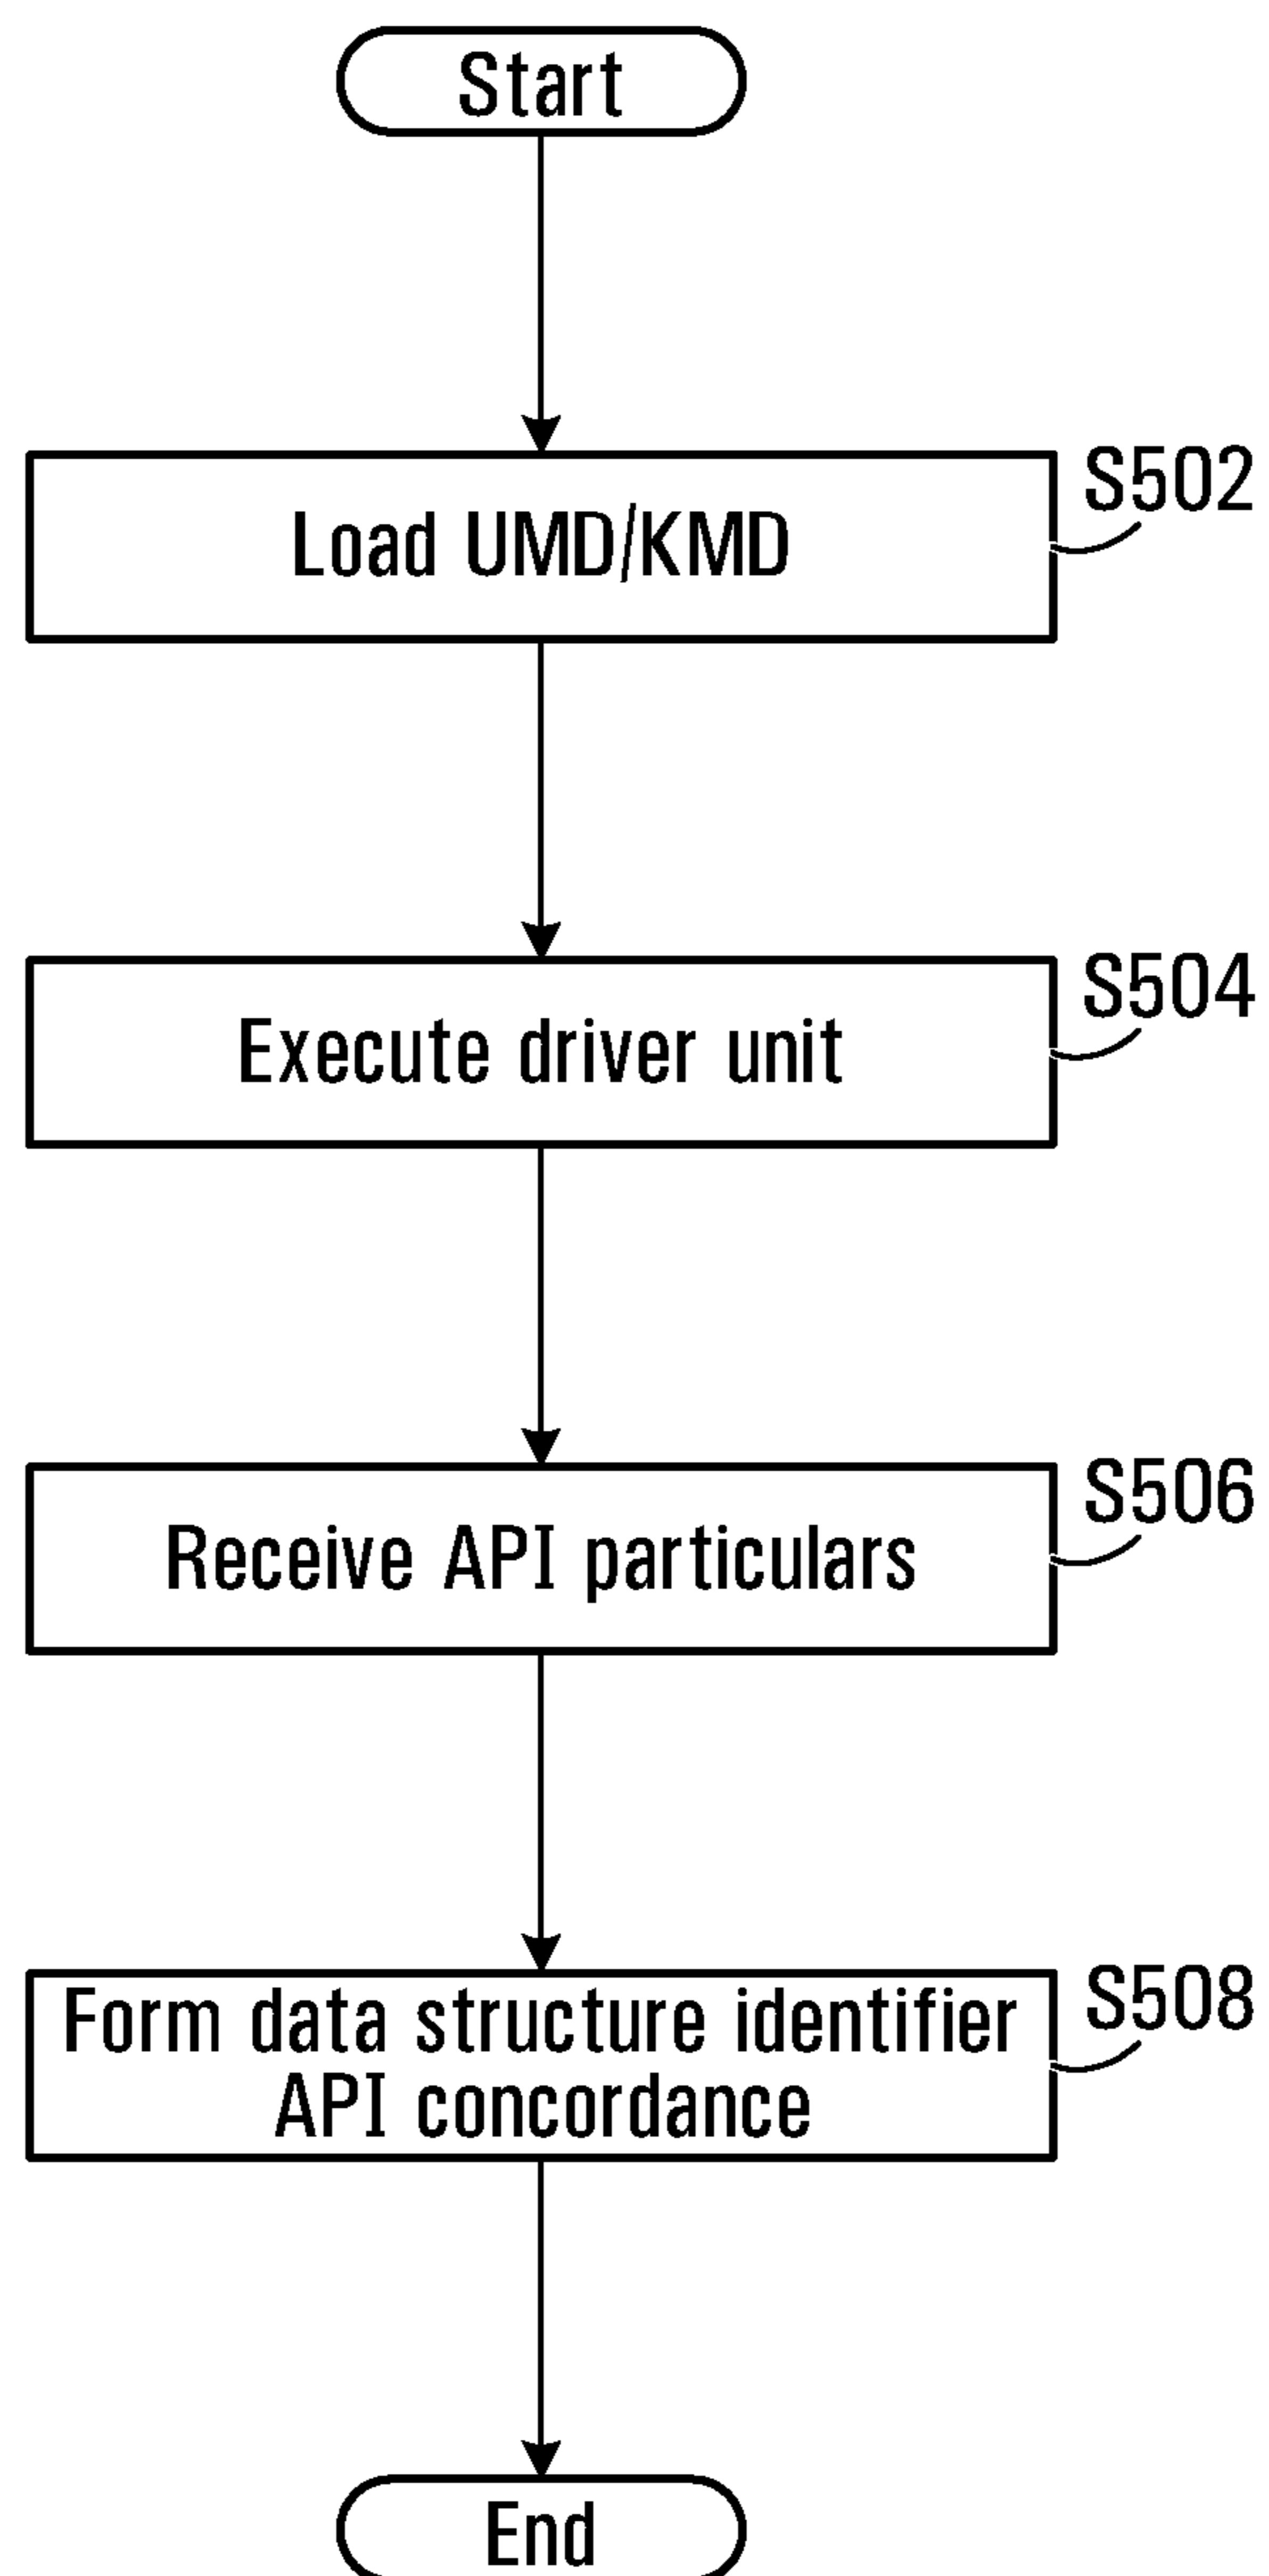 Start
S502
Load UMD/KMD
S504
Execute driver unit
S506
Receive API particulars
S508
Form data structure identifier
API concordance
End